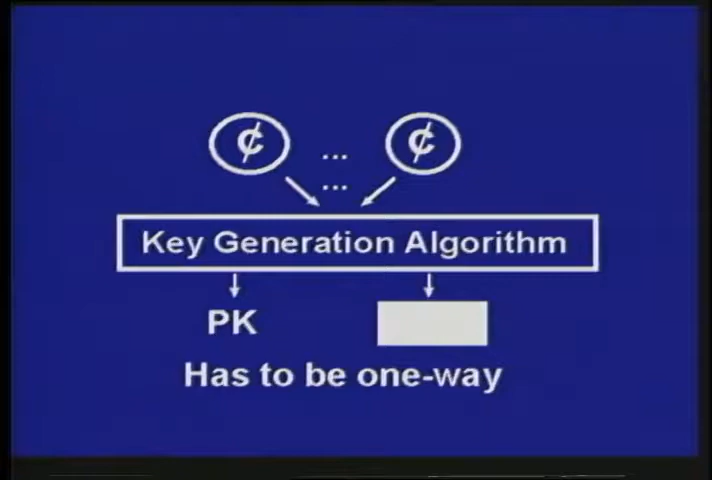 ¢ ... ¢
...
Key Generation Algorithm
PK
Has to be one-way